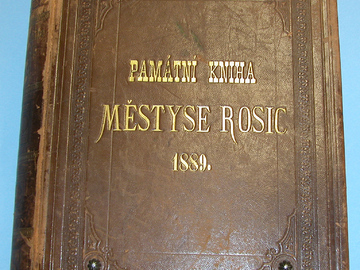 PAMÁTNÍ KNIHA
MĚSTYSE ROSIC
1889.